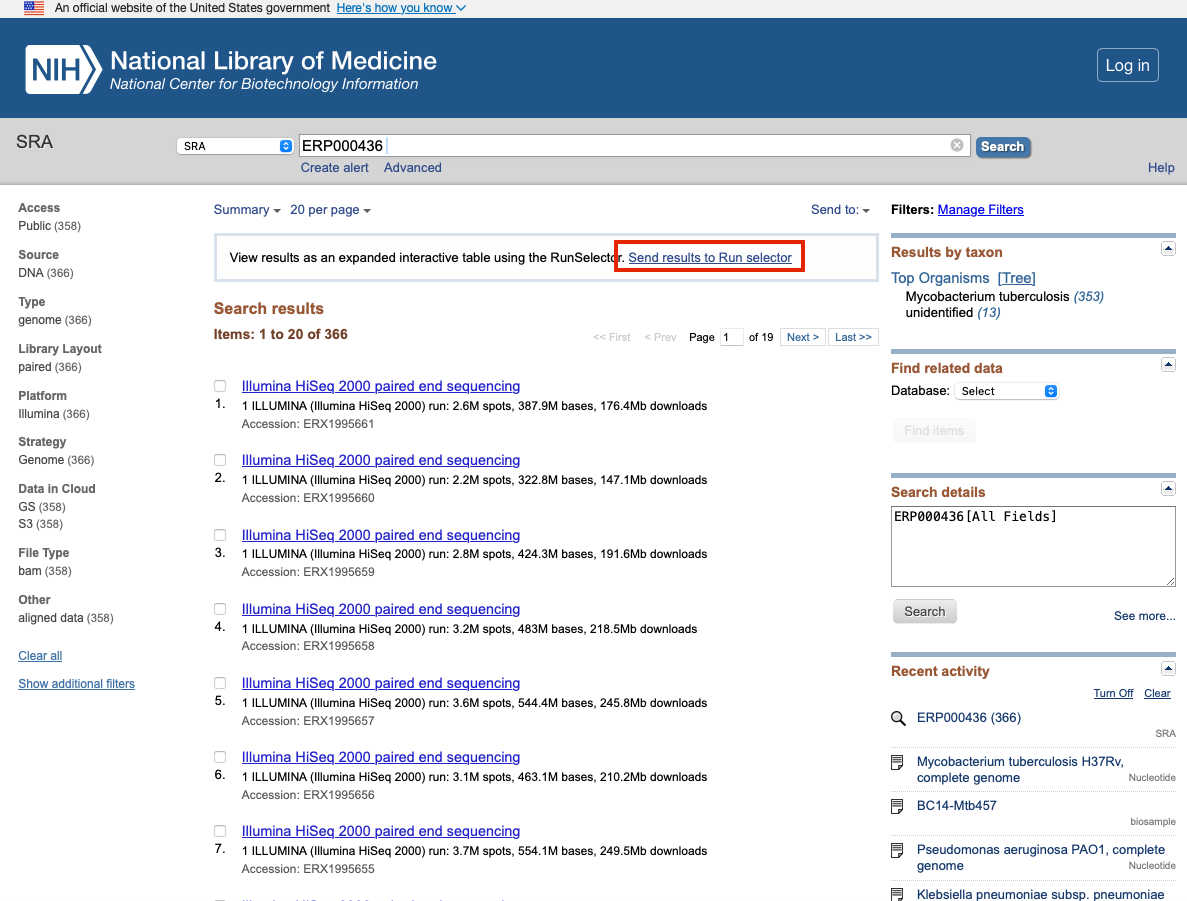 An official website of the United States government Here's how you know
NIH National Library of Medicine
National Center for Biotechnology Information
Log in
SRA
SRA
ERP000436
Search
Create alert Advanced
Help
Access
Public (358)
Source
DNA (366)
Type
genome (366)
Library Layout
paired (366)
Platform
Illumina (366)
Strategy
Genome (366)
Data in Cloud
GS (358)
S3 (358)
File Type
bam (358)
Other
aligned data (358)
Clear all
Show additional filters
Summary 20 per page Send to:
View results as an expanded interactive table using the RunSelector. Send results to Run selector
Search results
Items: 1 to 20 of 366
<< First < Prev Page 1 of 19 Next > Last >>
Illumina HiSeq 2000 paired end sequencing
1. 1 ILLUMINA (Illumina HiSeq 2000) run: 2.6M spots, 387.9M bases, 176.4Mb downloads
Accession: ERX1995661
Illumina HiSeq 2000 paired end sequencing
2. 1 ILLUMINA (Illumina HiSeq 2000) run: 2.2M spots, 322.8M bases, 147.1Mb downloads
Accession: ERX1995660
Illumina HiSeq 2000 paired end sequencing
3. 1 ILLUMINA (Illumina HiSeq 2000) run: 2.8M spots, 424.3M bases, 191.6Mb downloads
Accession: ERX1995659
Illumina HiSeq 2000 paired end sequencing
4. 1 ILLUMINA (Illumina HiSeq 2000) run: 3.2M spots, 483M bases, 218.5Mb downloads
Accession: ERX1995658
Illumina HiSeq 2000 paired end sequencing
5. 1 ILLUMINA (Illumina HiSeq 2000) run: 3.6M spots, 544.4M bases, 245.8Mb downloads
Accession: ERX1995657
Illumina HiSeq 2000 paired end sequencing
6. 1 ILLUMINA (Illumina HiSeq 2000) run: 3.1M spots, 463.1M bases, 210.2Mb downloads
Accession: ERX1995656
Illumina HiSeq 2000 paired end sequencing
7. 1 ILLUMINA (Illumina HiSeq 2000) run: 3.7M spots, 554.1M bases, 249.5Mb downloads
Accession: ERX1995655
Filters: Manage Filters
Results by taxon
Top Organisms [Tree]
Mycobacterium tuberculosis (353)
unidentified (13)
Find related data
Database: Select
Find items
Search details
ERP000436[All Fields]
Search
See more...
Recent activity
Turn Off Clear
ERP000436 (366)
SRA
Mycobacterium tuberculosis H37Rv,
complete genome
Nucleotide
BC14-Mtb457
biosample
Pseudomonas aeruginosa PAO1, complete
genome
Nucleotide
Klebsiella pneumoniae subsp. pneumoniae